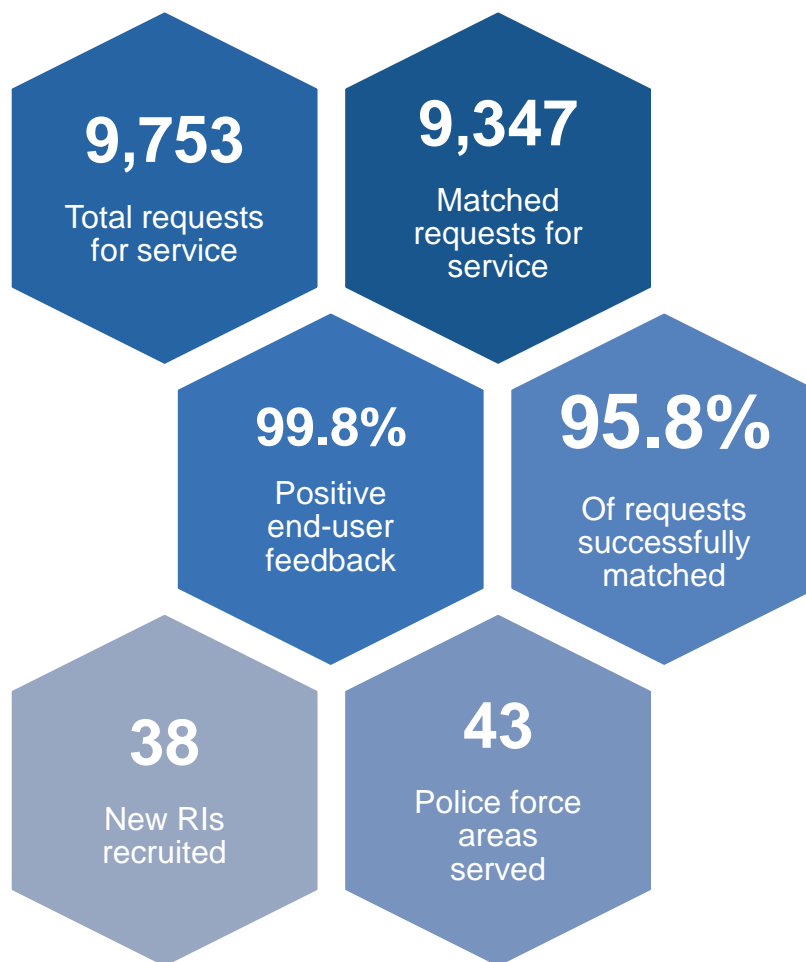 9,753
Total requests
for service
9,347
Matched
requests for
service
99.8%
Positive
end-user
feedback
95.8%
Of requests
successfully
matched
38
New RIs
recruited
43
Police force
areas
served